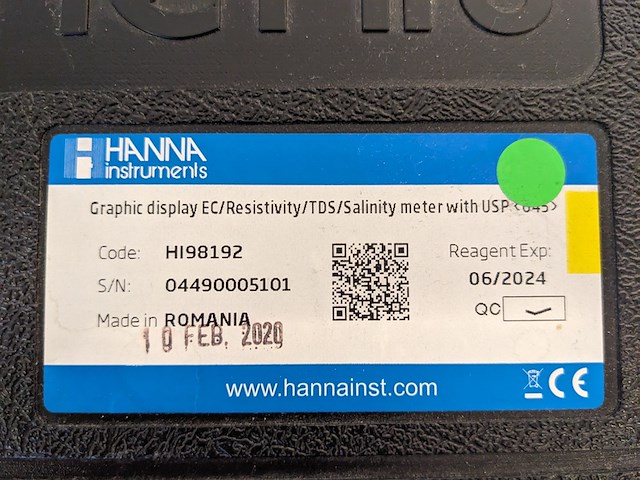 HANNA
instruments
Graphic display EC/Resistivity/TDS/Salinity meter with USP <645>
Code: HI98192
S/N: 04490005101
Made in ROMANIA
10 FEB. 2020
Reagent Exp:
06/2024
QC
www.hannainst.com
CE